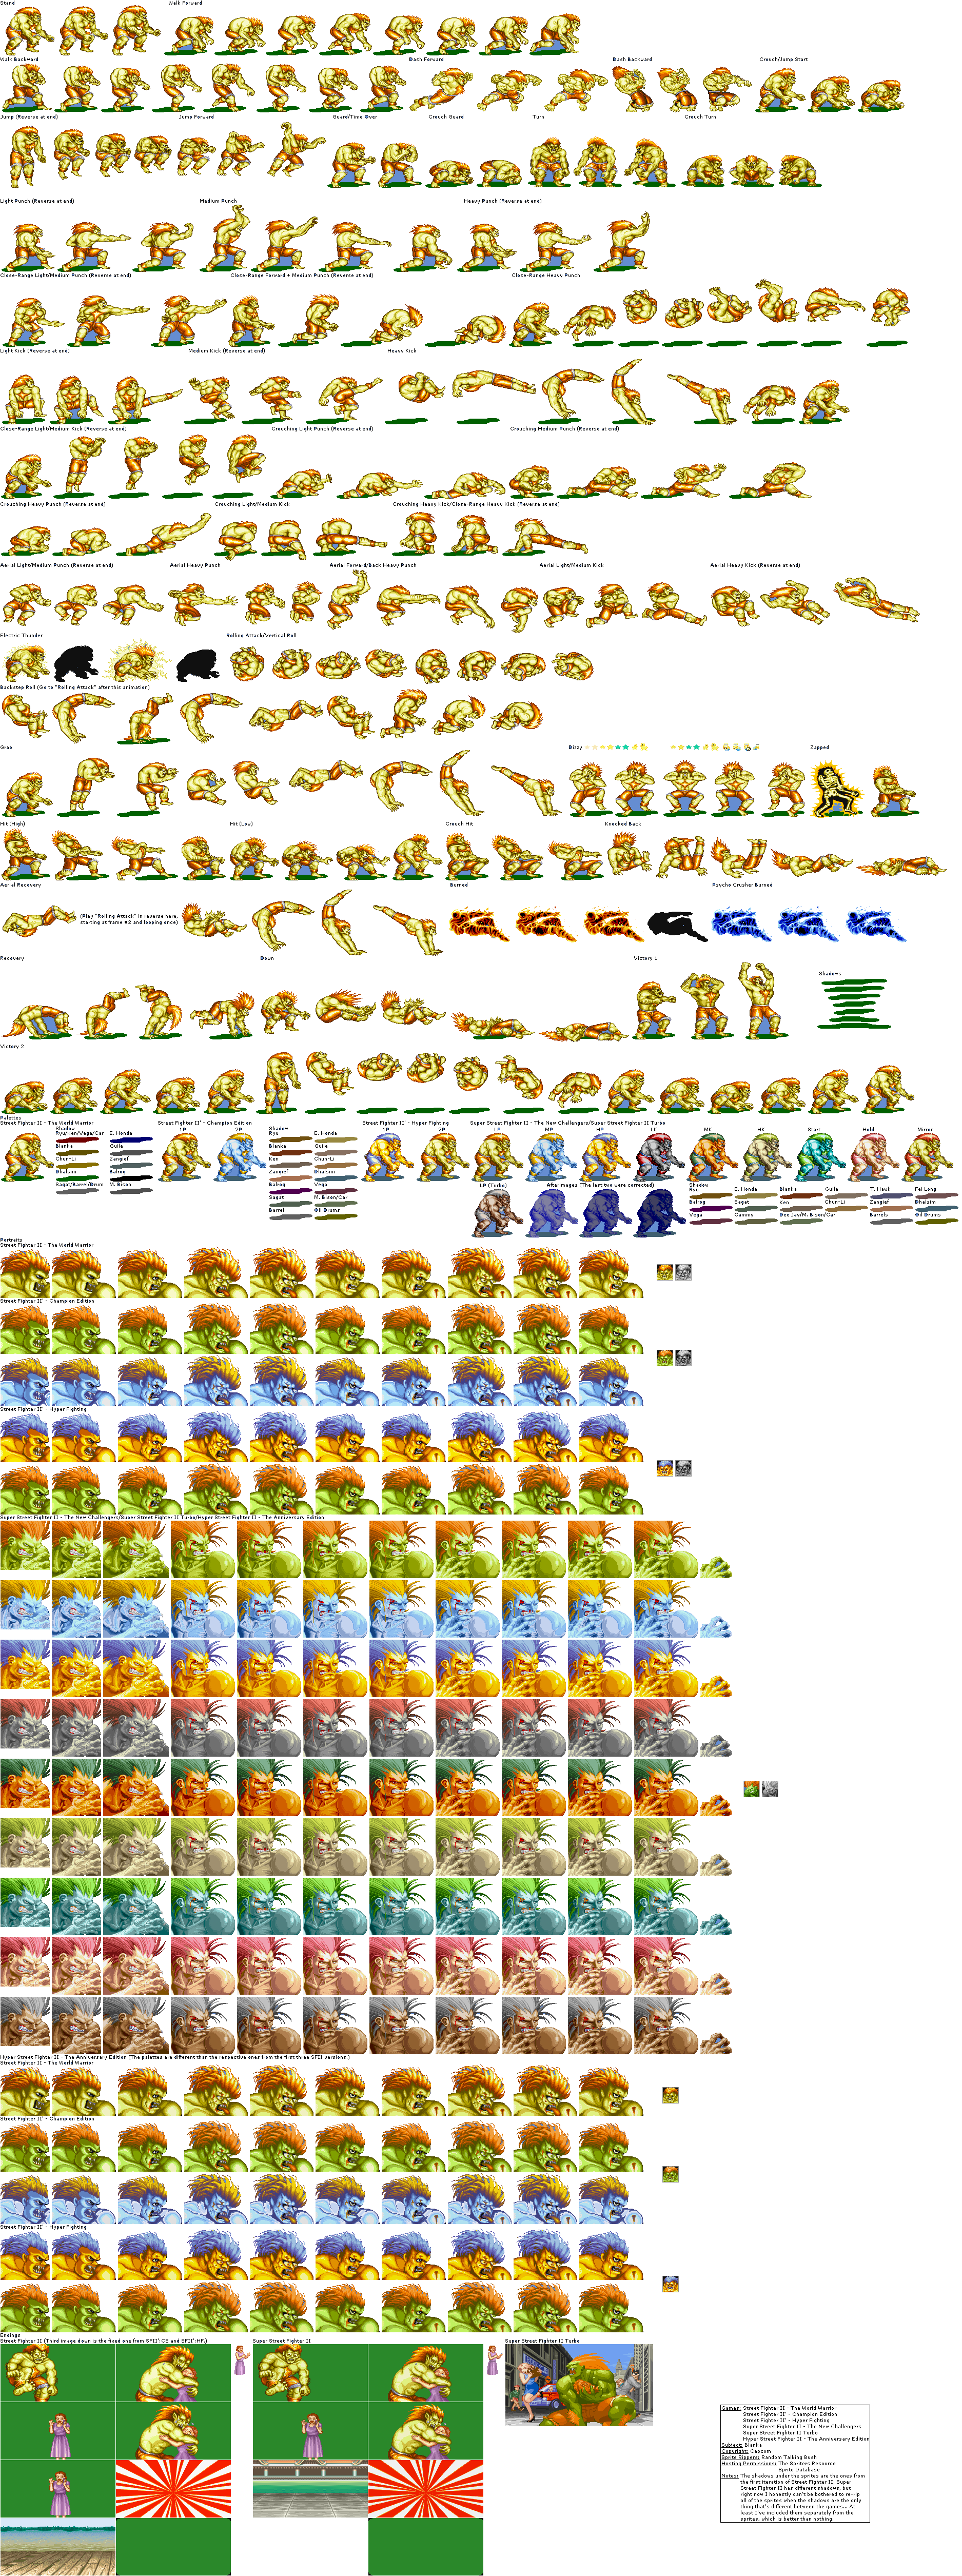 Stand
Walk Forward
Walk Backward
Dash Forward
Dash Backward
Crouch/Jump Start
Jump (Reverse at end)
Jump Forward
Guard/Time Over
Crouch Guard
Turn
Crouch Turn
Light Punch (Reverse at end)
Medium Punch
Heavy Punch (Reverse at end)
Close-Range Light/Medium Punch (Reverse at end)
Close-Range Forward + Medium Punch (Reverse at end)
Close-Range Heavy Punch
Light Kick (Reverse at end)
Medium Kick (Reverse at end)
Heavy Kick
Close-Range Light/Medium Kick (Reverse at end)
Crouching Light Punch (Reverse at end)
Crouching Medium Punch (Reverse at end)
Crouching Heavy Punch (Reverse at end)
Crouching Light/Medium Kick
Crouching Heavy Kick/Close-Range Heavy Kick (Reverse at end)
Aerial Light/Medium Punch (Reverse at end)
Aerial Heavy Punch
Aerial Forward/Back Heavy Punch
Aerial Light/Medium Kick
Aerial Heavy Kick (Reverse at end)
Electric Thunder
Rolling Attack/Vertical Roll
Backstep Roll (Go to "Rolling Attack" after this animation)
Grab
Dizzy
Zapped
Hit (High)
Hit (Low)
Crouch Hit
Knocked Back
Aerial Recovery
(Play "Rolling Attack" in reverse here,
starting at frame #2 and looping once)
Burned
Psycho Crusher Burned
Recovery
Down
Victory 1
Shadows
Victory 2
Palettes
Street Fighter II - The World Warrior
Shadow
Ryu/Ken/Vega/Car
E. Honda
Blanka
Guile
Chun-Li
Zangief
Dhalsim
Balrog
Sagat/Barrel/Drum
M. Bison
Street Fighter II' - Champion Edition
1P
2P
Shadow
Ryu
E. Honda
Blanka
Guile
Ken
Chun-Li
Zangief
Dhalsim
Balrog
Vega
Sagat
M. Bison/Car
Barrel
Oil Drums
Street Fighter II' - Hyper Fighting
1P
2P
Super Street Fighter II - The New Challengers/Super Street Fighter II Turbo
LP
MP
HP
LK
MK
HK
Start
Hold
Mirror
LP (Turbo)
Afterimages (The last two were corrected)
Shadow
Ryu
E. Honda
Blanka
Guile
T. Hawk
Fei Long
Balrog
Sagat
Ken
Chun-Li
Zangief
Dhalsim
Vega
Cammy
Dee Jay/M. Bison/Car
Barrels
Oil Drums
Portraits
Street Fighter II - The World Warrior
Street Fighter II' - Champion Edition
Street Fighter II' - Hyper Fighting
Super Street Fighter II - The New Challengers/Super Street Fighter II Turbo/Hyper Street Fighter II - The Anniversary Edition
Hyper Street Fighter II - The Anniversary Edition (The palettes are different than the respective ones from the first three SFII versions.)
Street Fighter II - The World Warrior
Street Fighter II' - Champion Edition
Street Fighter II' - Hyper Fighting
Endings
Street Fighter II (Third image down is the fixed one from SFII':CE and SFII':HF.)
Super Street Fighter II
Super Street Fighter II Turbo
Games: Street Fighter II - The World Warrior
Street Fighter II' - Champion Edition
Street Fighter II' - Hyper Fighting
Super Street Fighter II - The New Challengers
Super Street Fighter II Turbo
Hyper Street Fighter II - The Anniversary Edition
Subject: Blanka
Copyright: Capcom
Sprite Rippers: Random Talking Bush
Hosting Permissions: The Spriters Resource
Sprite Database
Notes: The shadows under the sprites are the ones from
the first iteration of Street Fighter II. Super
Street Fighter II has different shadows, but
right now I honestly can't be bothered to re-rip
all of the sprites when the shadows are the only
thing that's different between the games... At
least I've included them separately from the
sprites, which is better than nothing.